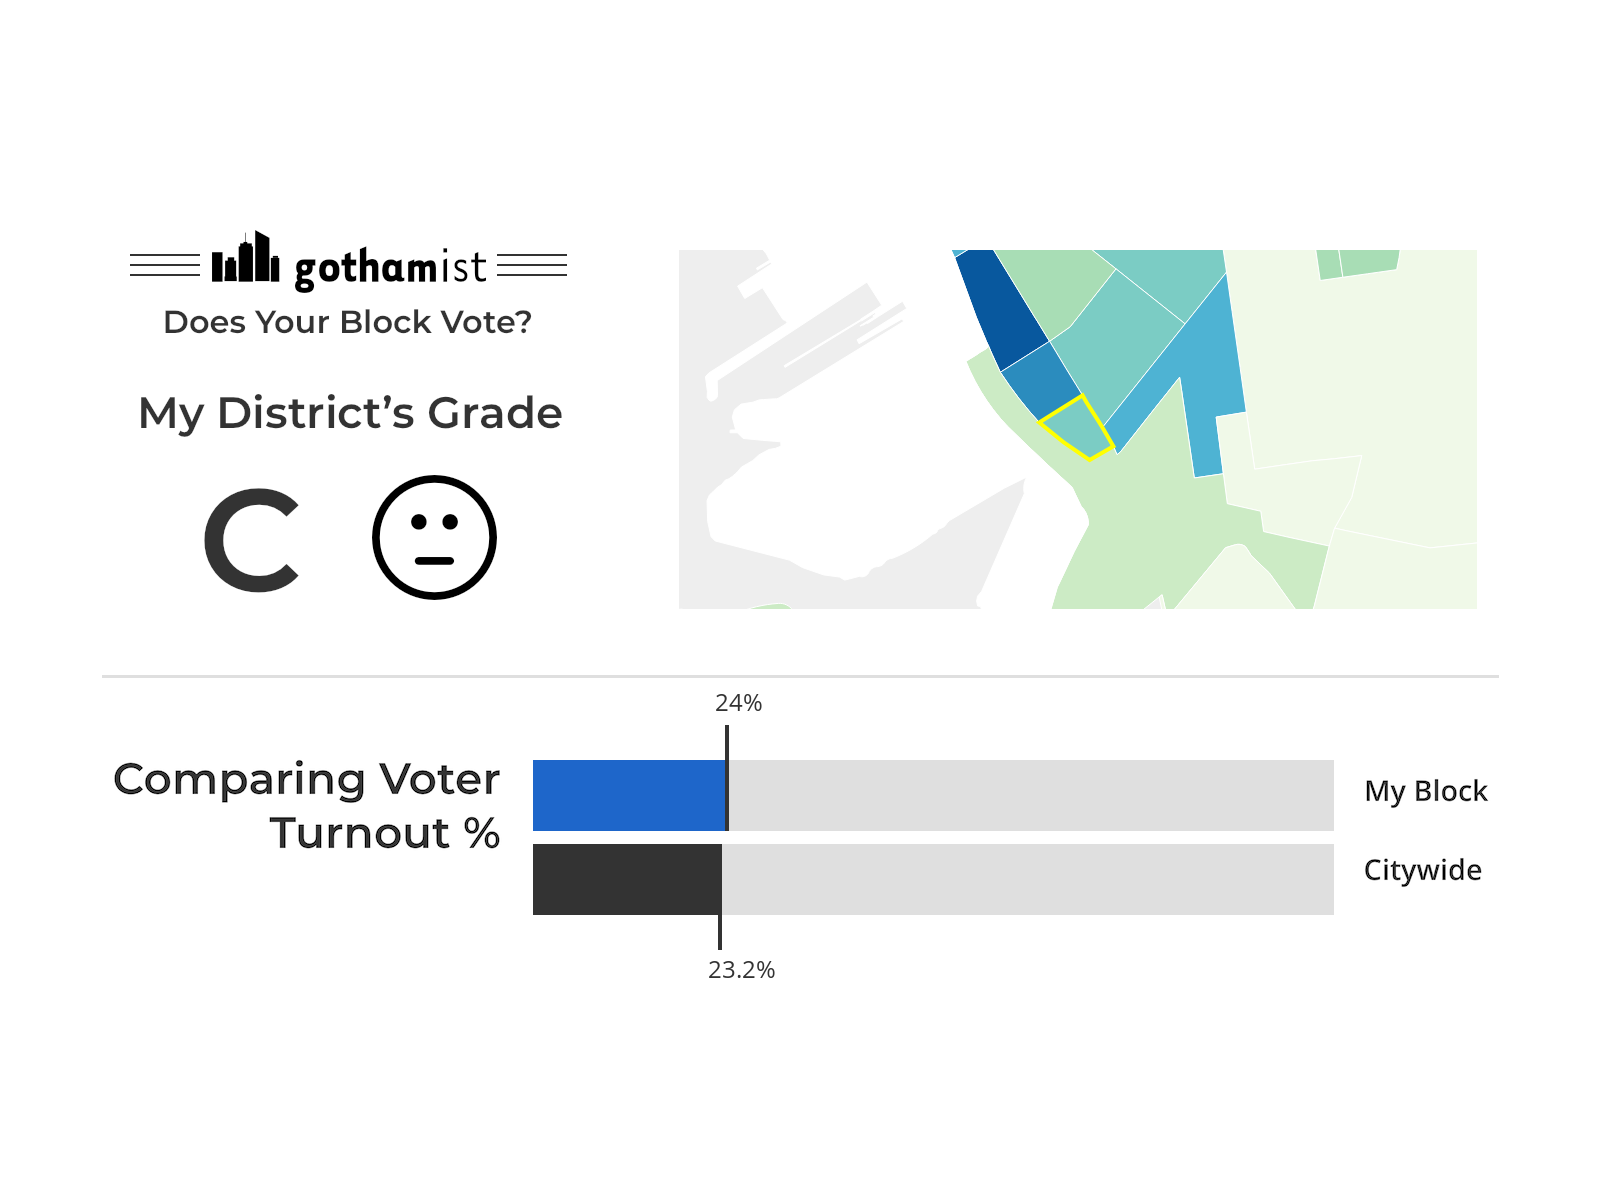 gothamist
Does Your Block Vote?
My District’s Grade
C
24%
Comparing Voter
Turnout %
My Block
Citywide
23.2%